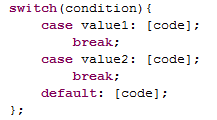 switch(condition){
    case value1: [code];
        break;
    case value2: [code];
        break;
    default: [code];
};